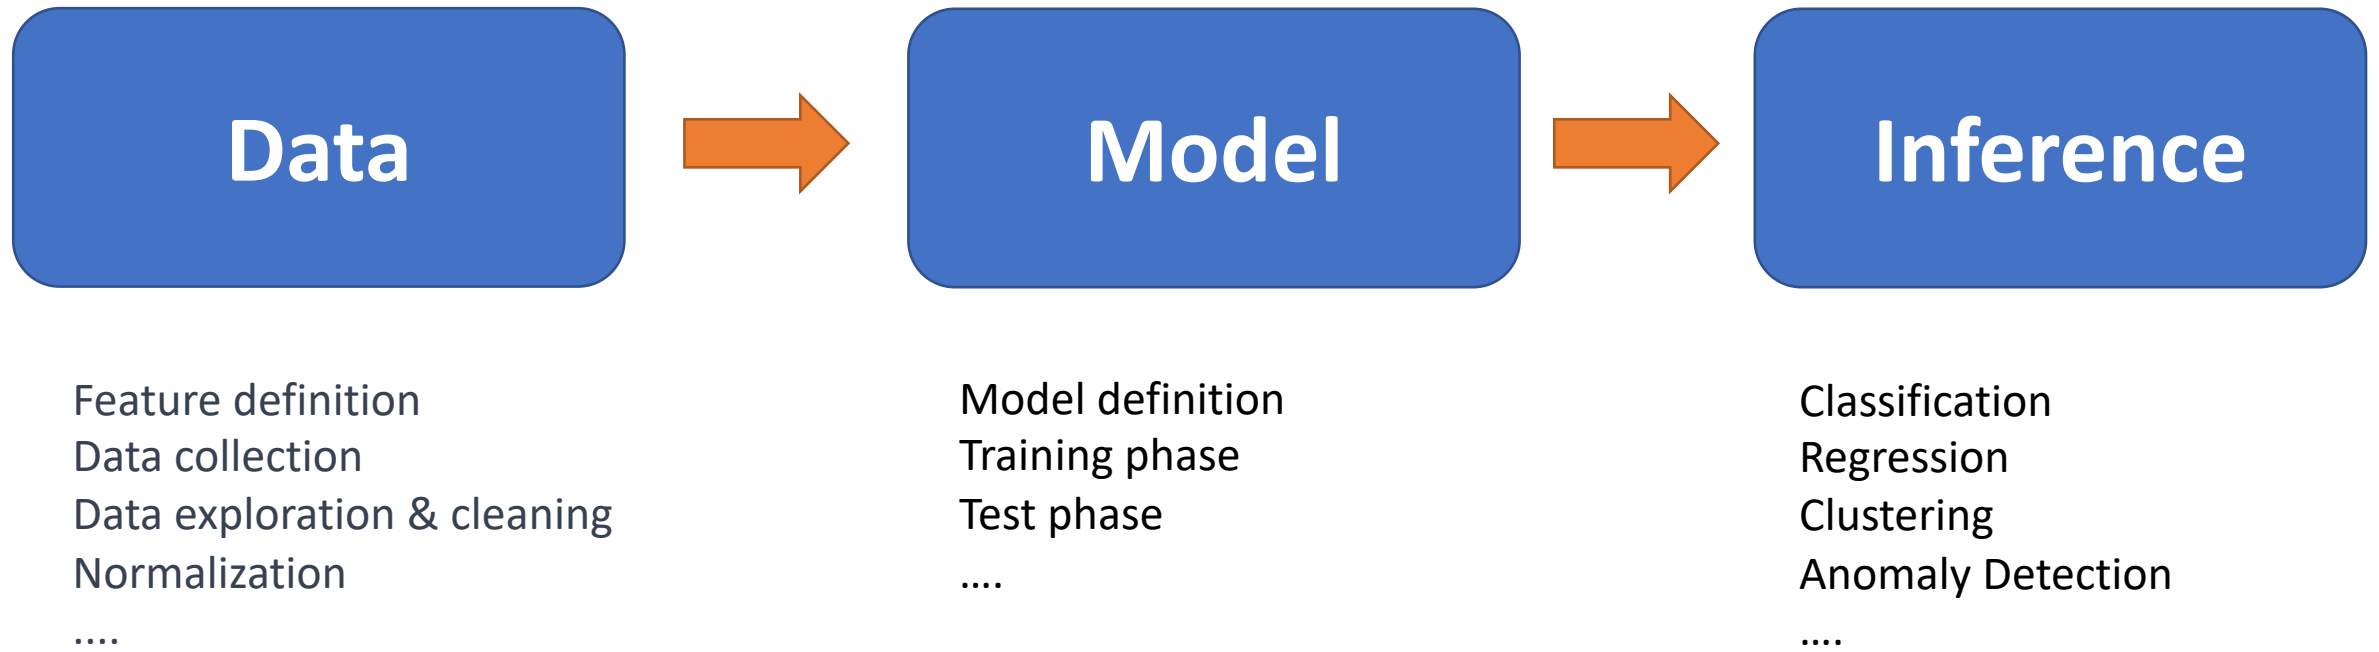 Data
Model
Inference
Feature definition
Data collection
Data exploration & cleaning
Normalization
....
Model definition
Training phase
Test phase
....
Classification
Regression
Clustering
Anomaly Detection
....